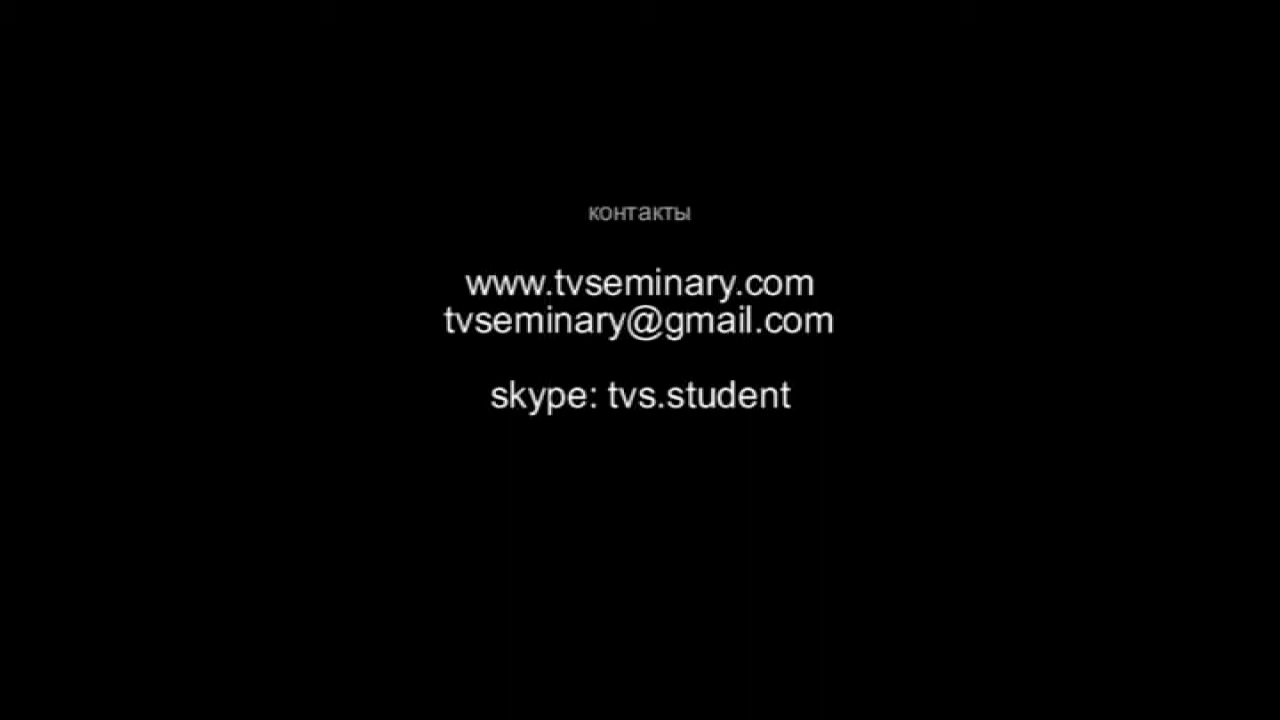 контакты
www.tvseminary.com
tvseminary@gmail.com
skype: tvs.student